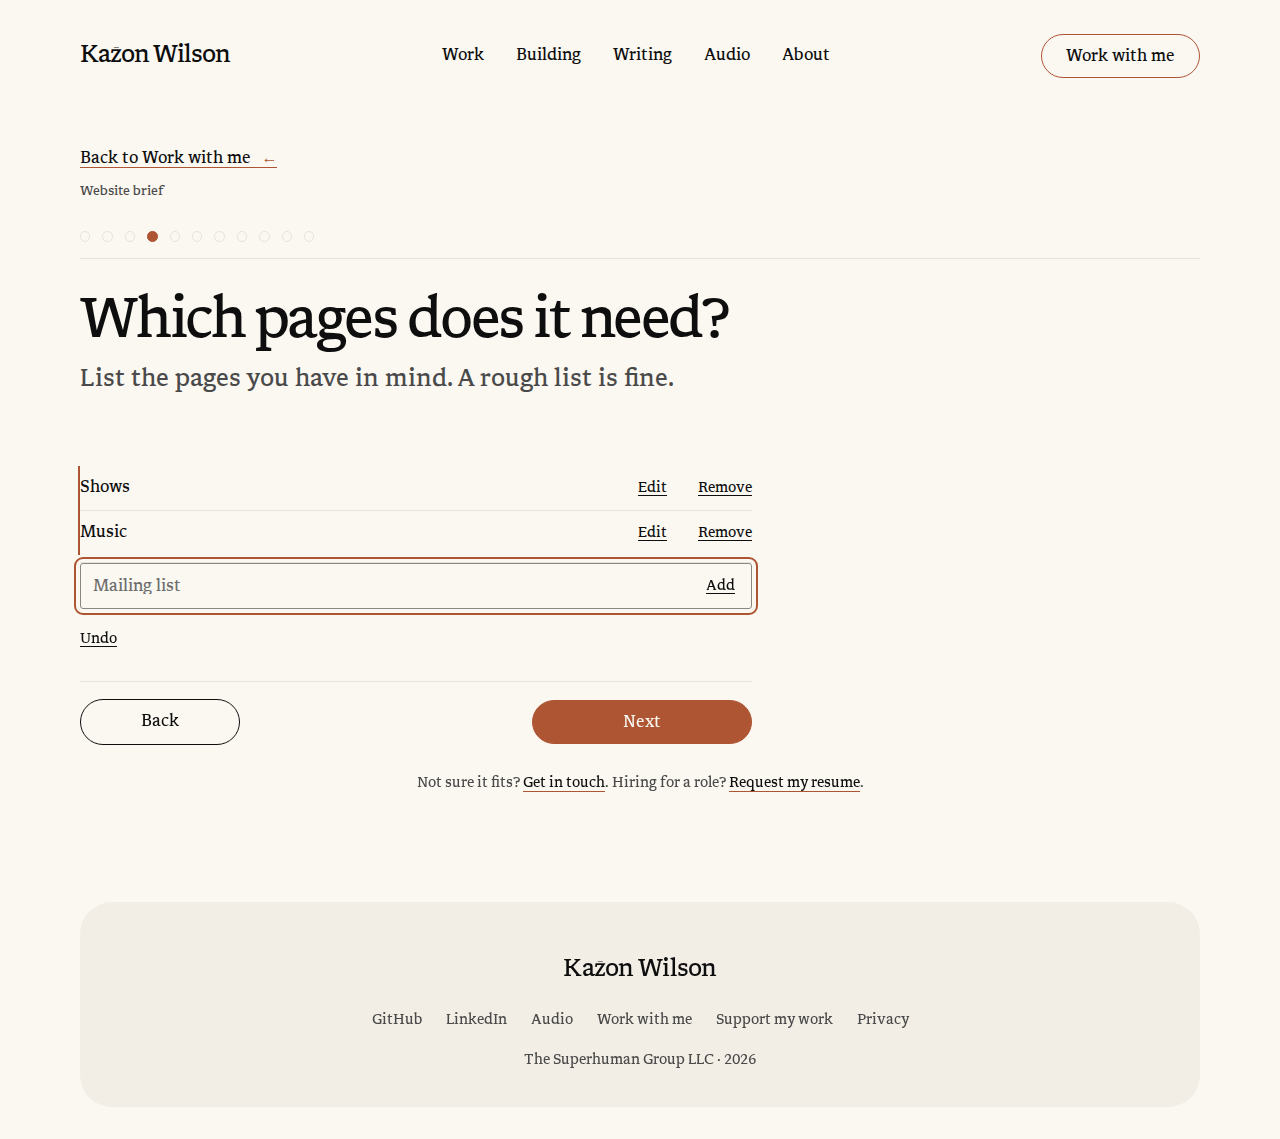 Kazon Wilson
Work Building Writing Audio About
Work with me
Back to Work with me ←
Website brief
Which pages does it need?
List the pages you have in mind. A rough list is fine.
Shows Edit Remove
Music Edit Remove
Mailing list Add
Undo
Back Next
Not sure it fits? Get in touch. Hiring for a role? Request my resume.
Kazon Wilson
GitHub LinkedIn Audio Work with me Support my work Privacy
The Superhuman Group LLC · 2026